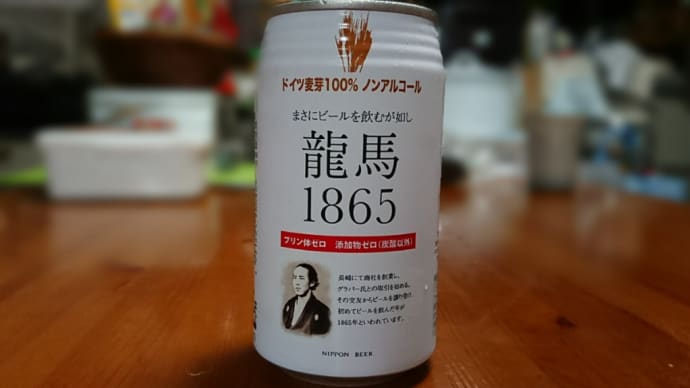 ドイツ麦芽100% ノンアルコール
まさにビールを飲むが如し
龍馬
1865
プリン体ゼロ 添加物ゼロ(炭酸以外)
長崎にて商社を創業し、
グラバー氏との取引を始める。
その交友からビールを譲り受け、
初めてビールを飲んだ年が
1865年といわれています。
NIPPON BEER